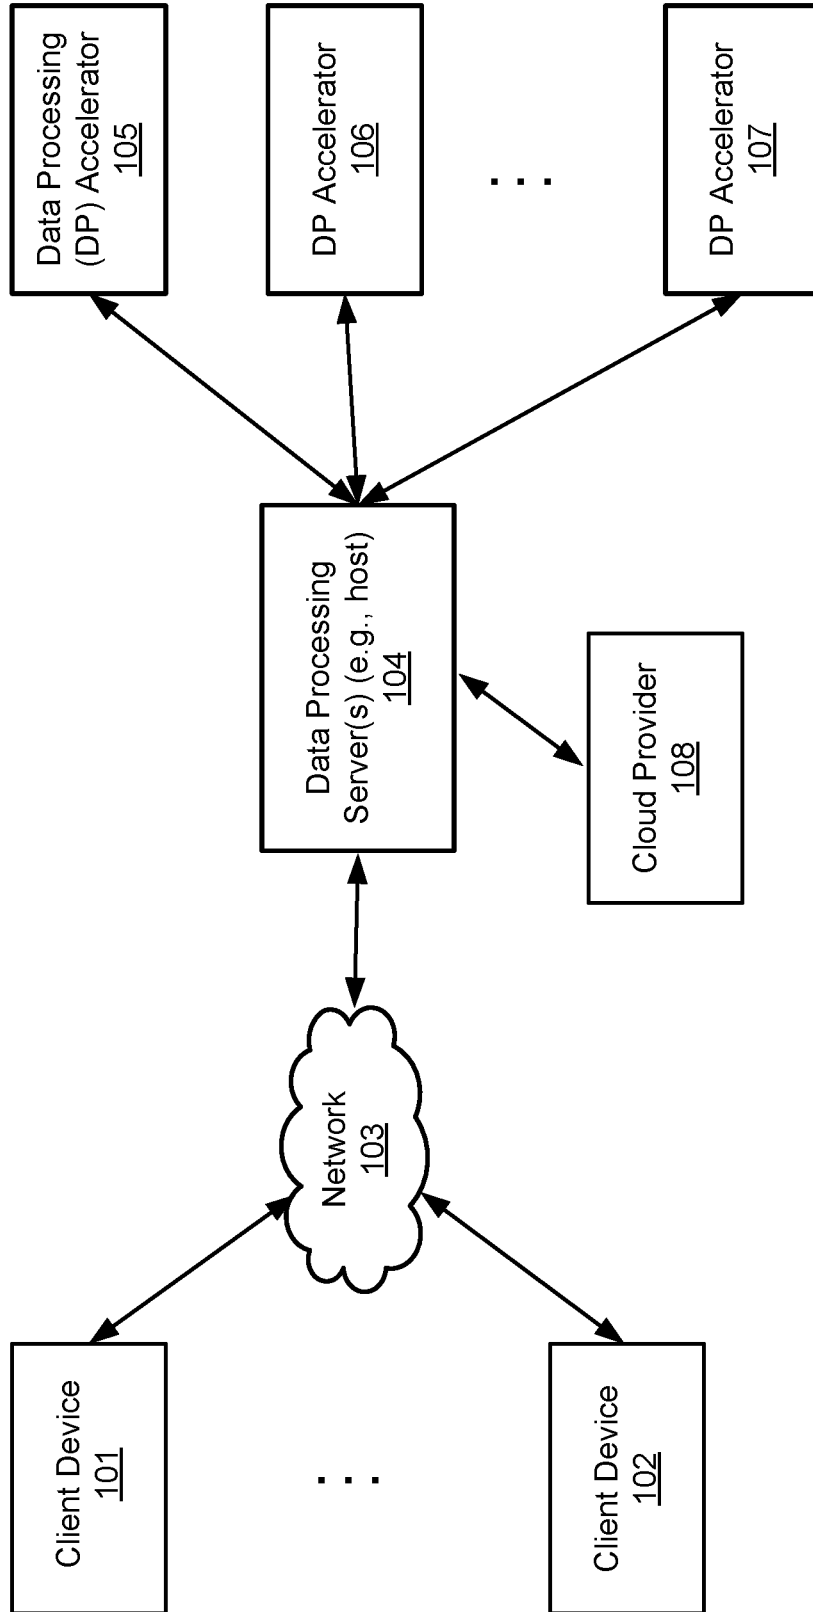 Client Device
101
. . .
Client Device
102
Network
103
Data Processing
Server(s) (e.g., host)
104
Cloud Provider
108
Data Processing
(DP) Accelerator
105
DP Accelerator
106
. . .
DP Accelerator
107